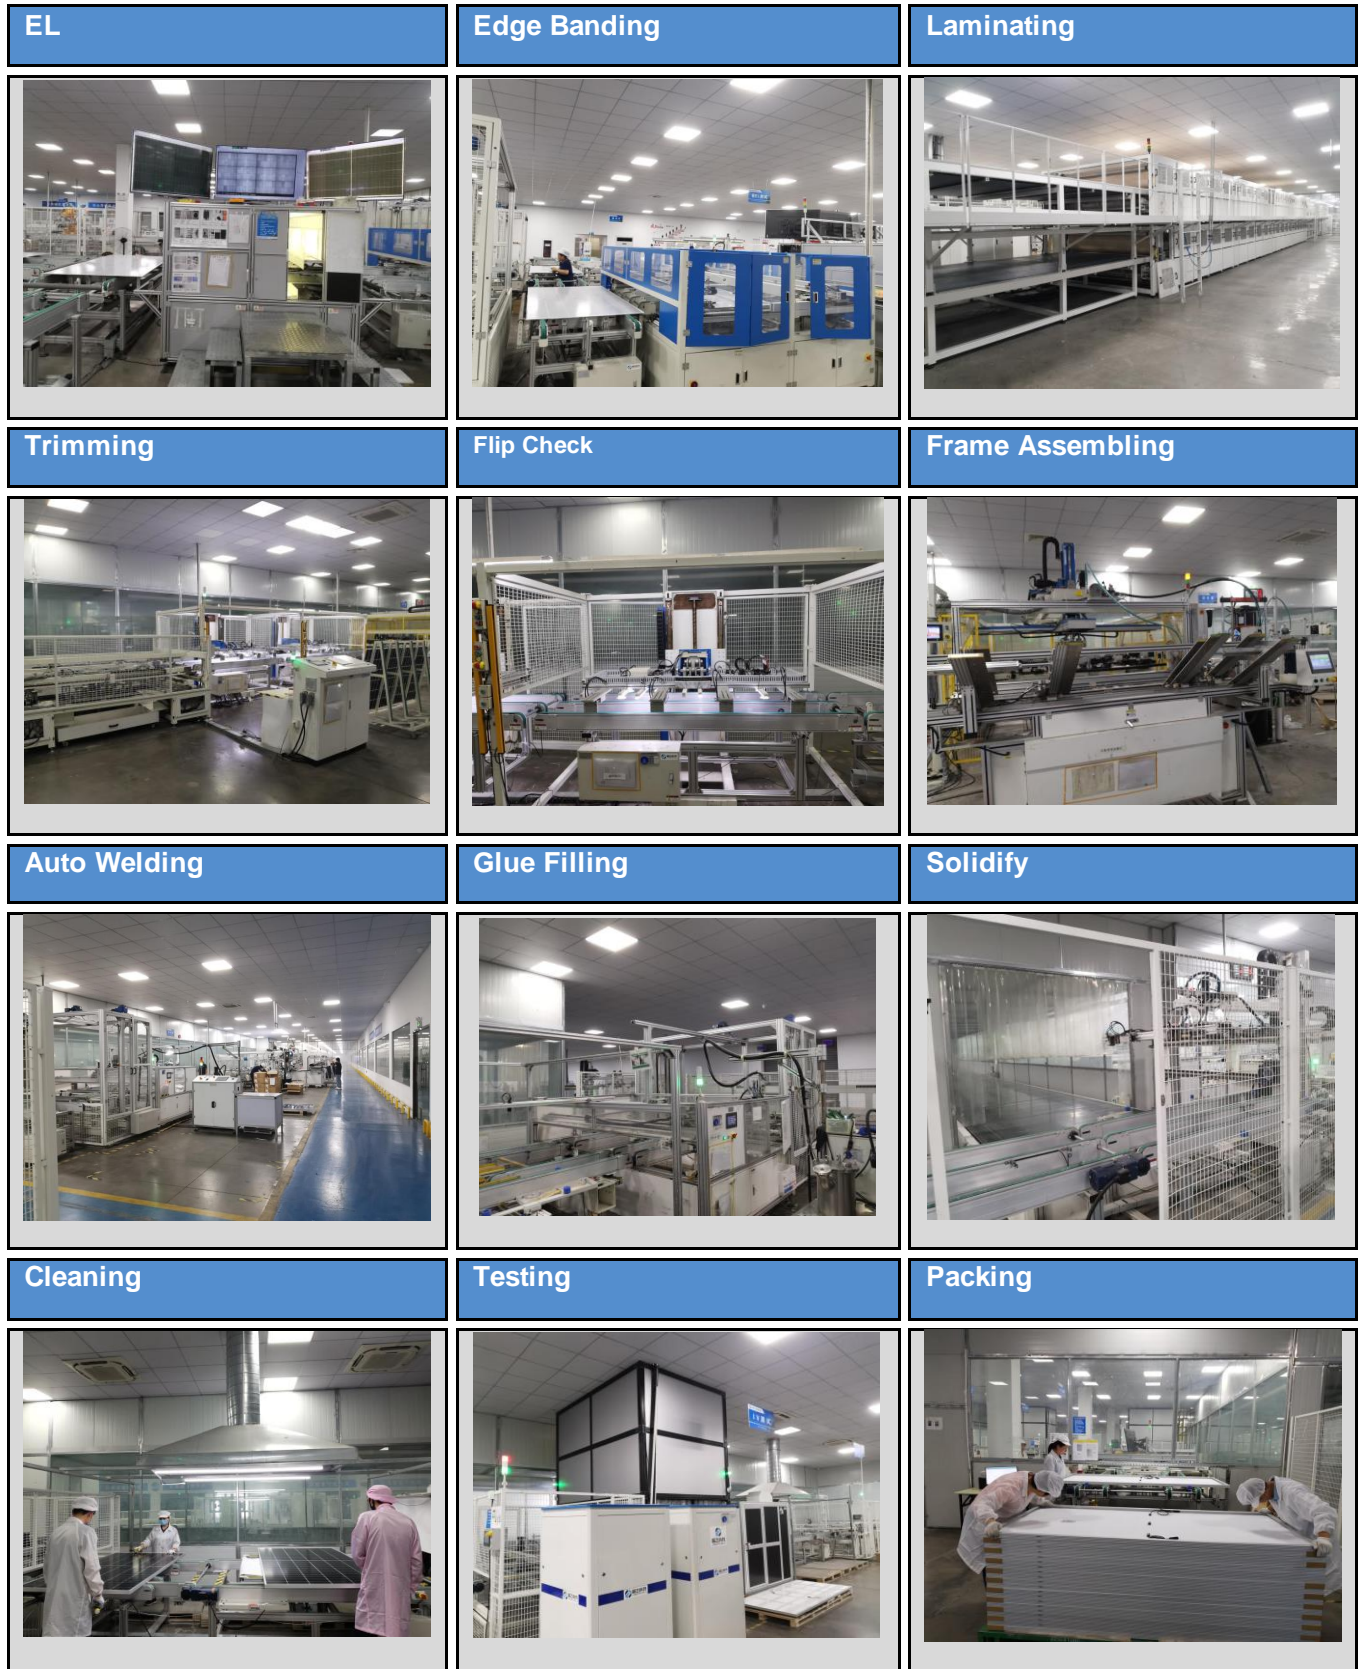 EL
Edge Banding
Laminating
Trimming
Flip Check
Frame Assembling
Auto Welding
Glue Filling
Solidify
Cleaning
Testing
Packing